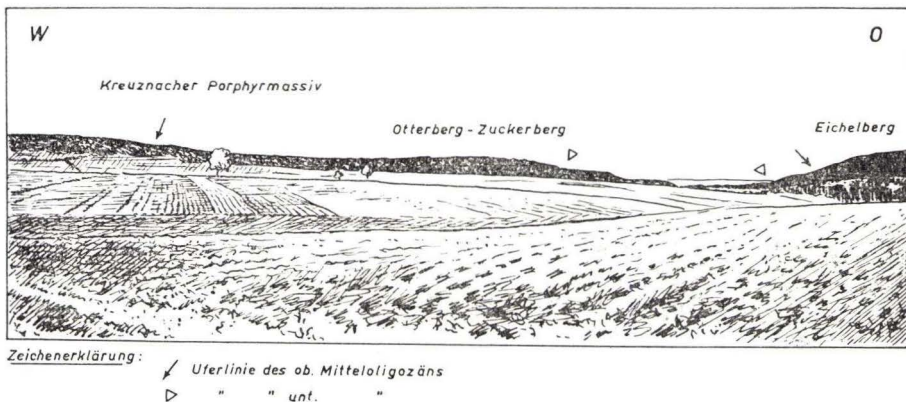 W O
Kreuznacher Porphyrmassiv
Otterberg - Zuckerberg
Eichelberg
Zeichenerklärung:
Uferlinie des ob. Mitteloligozäns
" " unt. "